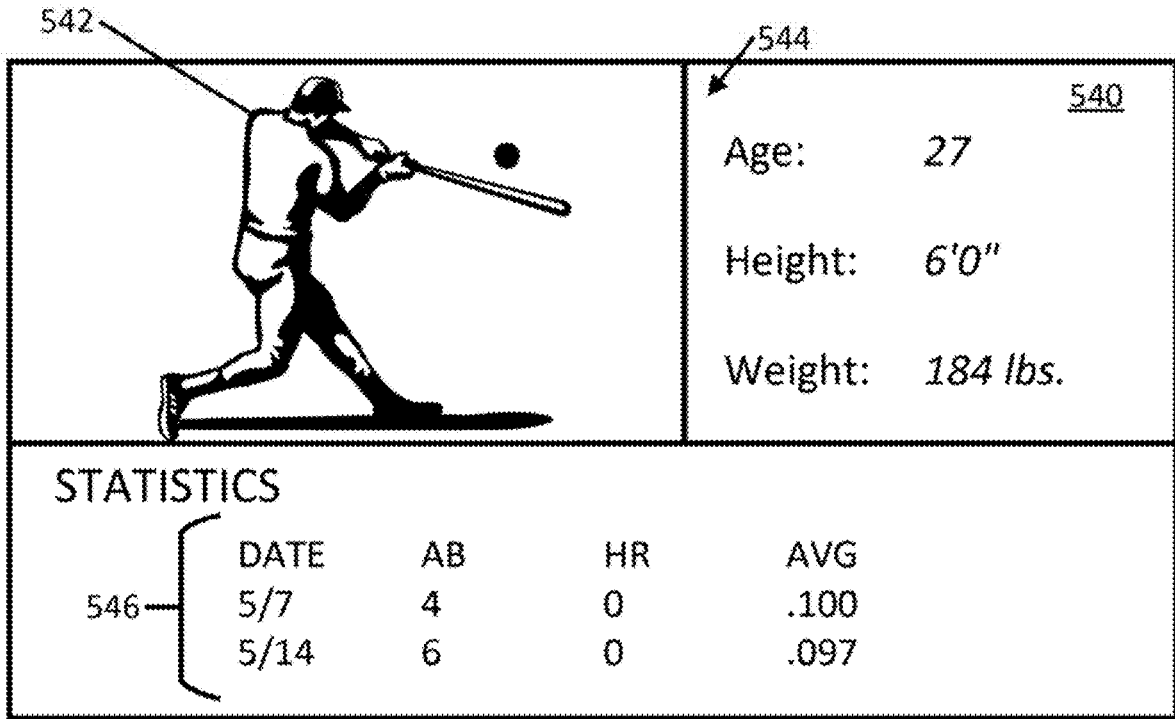 542
544
540
Age: 27
Height: 6'0"
Weight: 184 lbs.
STATISTICS
DATE AB HR AVG
546
5/7 4 0 .100
5/14 6 0 .097